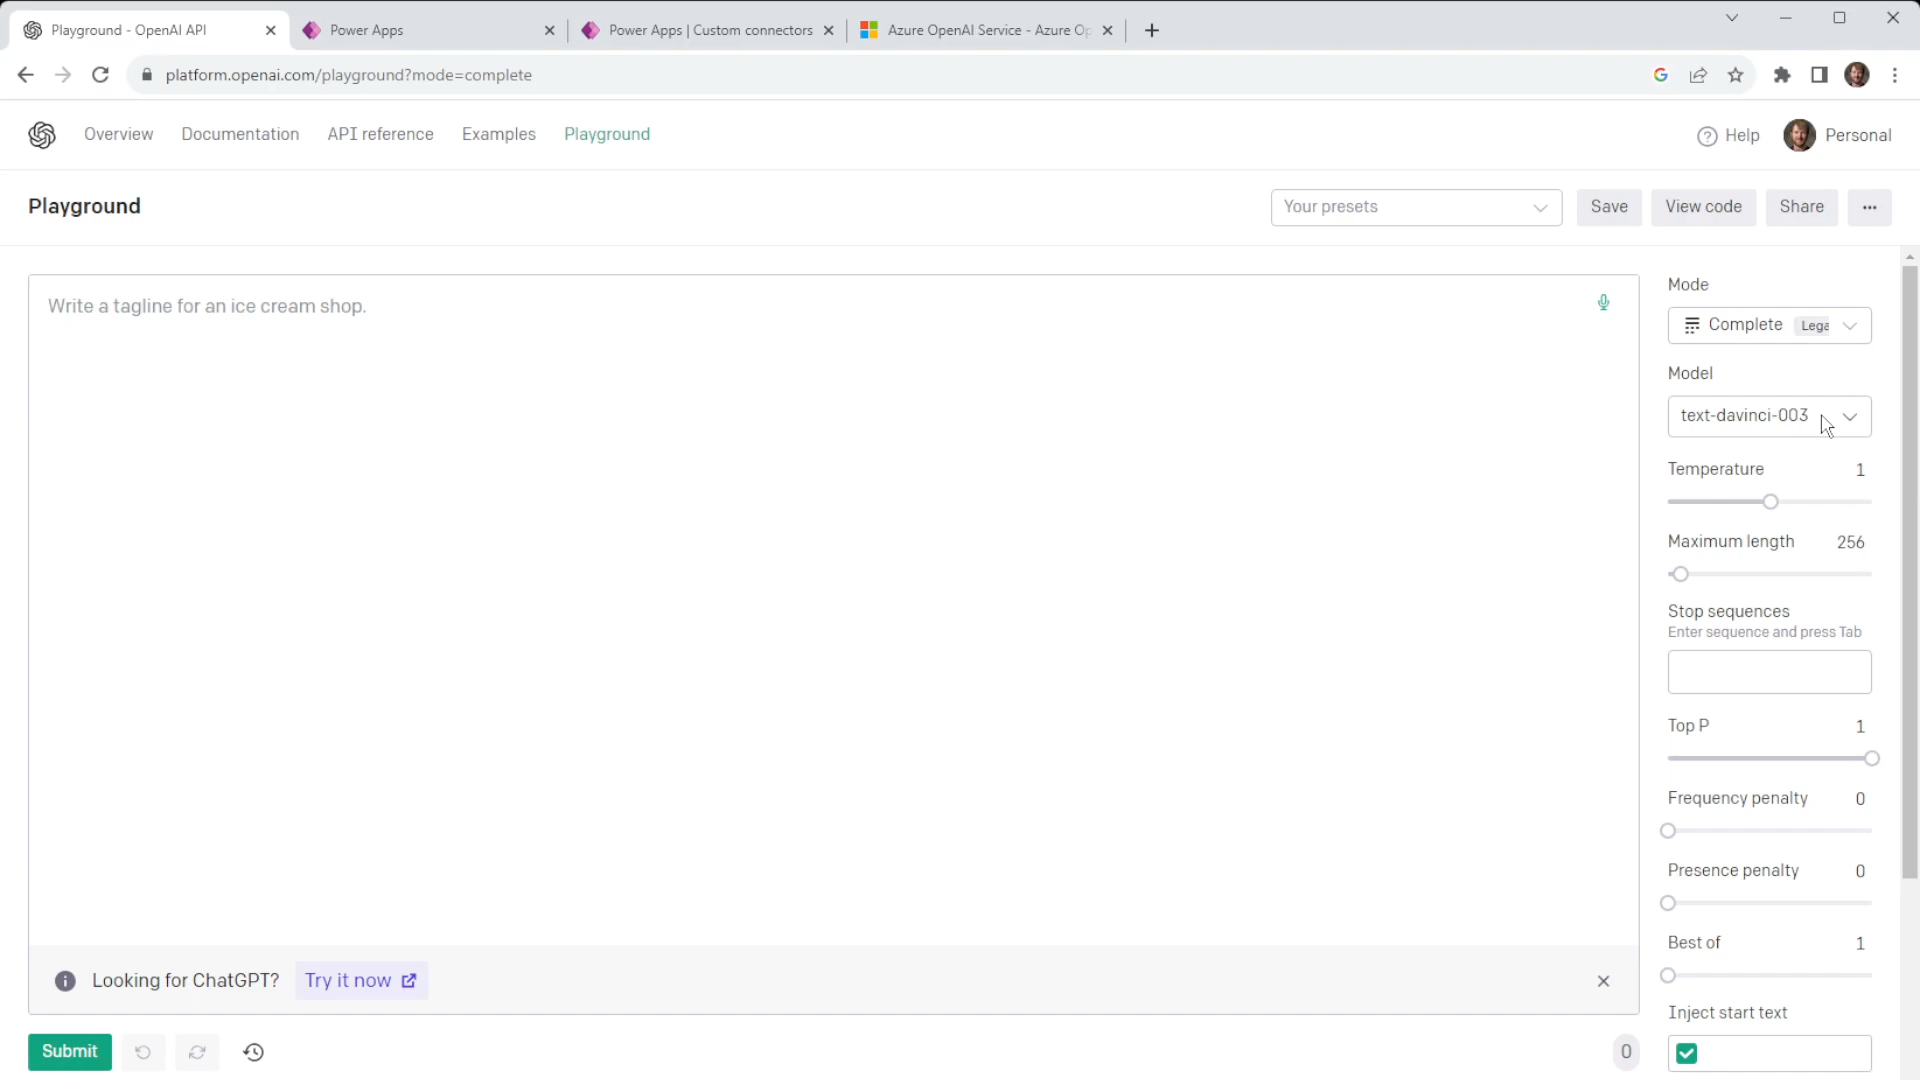 Playground - OpenAI API
Power Apps
Power Apps | Custom connectors
Azure OpenAI Service - Azure Op
platform.openai.com/playground?mode=complete
Overview
Documentation
API reference
Examples
Playground
Help
Personal
Playground
Your presets
Save
View code
Share
Write a tagline for an ice cream shop.
Mode
Complete Lega
Model
text-davinci-003
Temperature 1
Maximum length 256
Stop sequences
Enter sequence and press Tab
Top P 1
Frequency penalty 0
Presence penalty 0
Best of 1
Inject start text
Looking for ChatGPT? Try it now
Submit
0